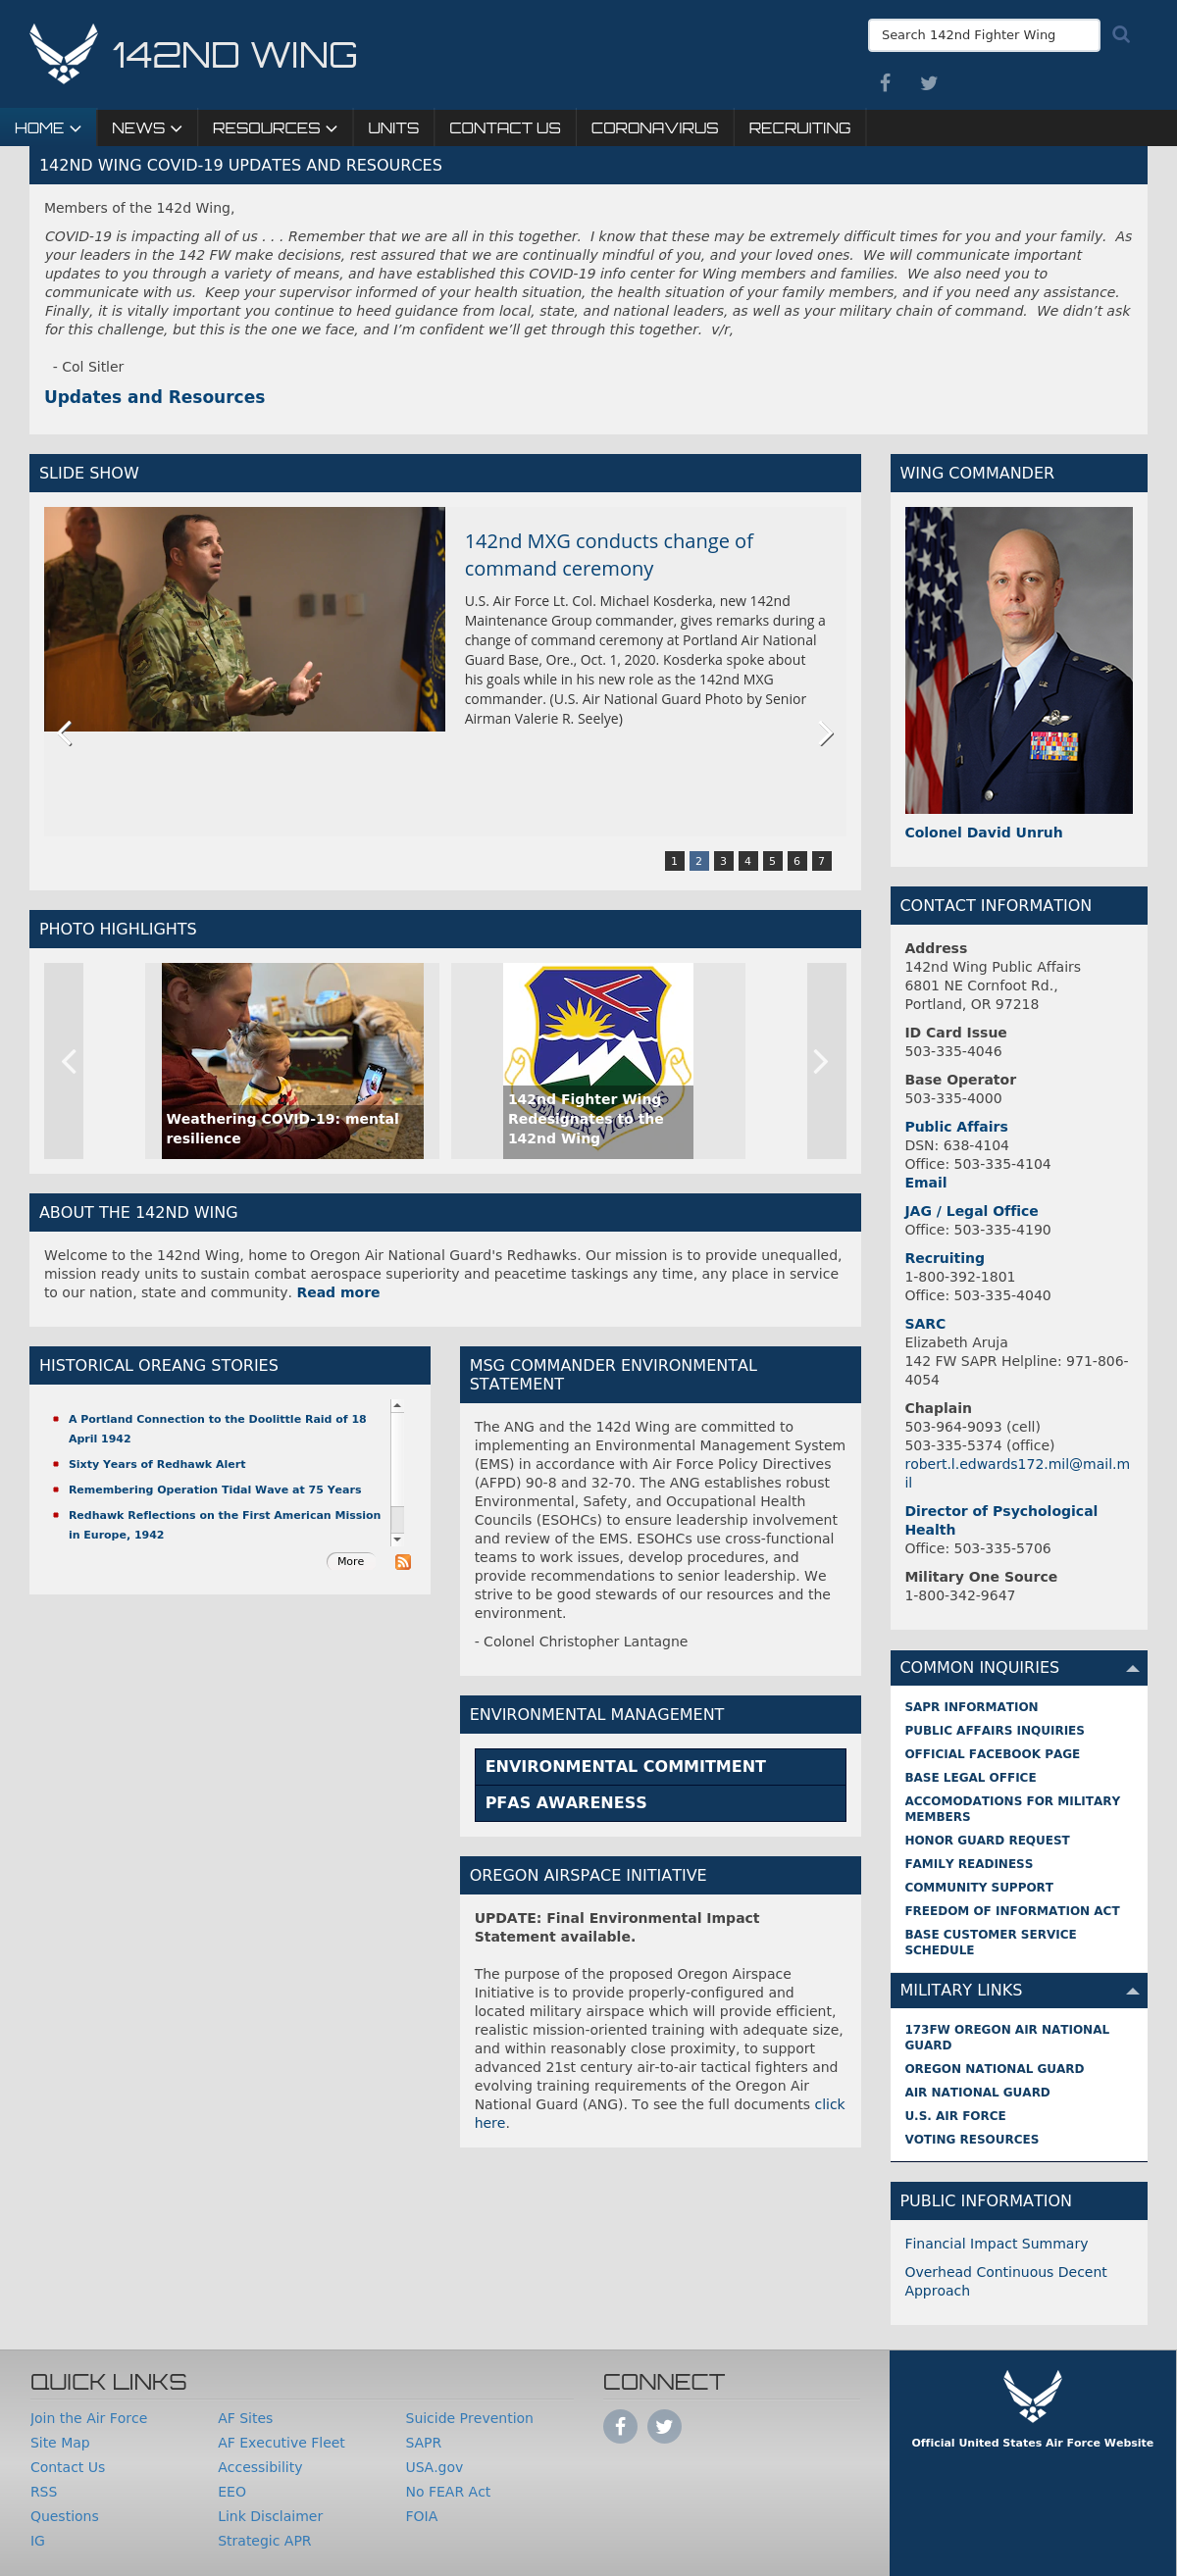 142ND WING
Search 142nd Fighter Wing
HOME
NEWS
RESOURCES
UNITS
CONTACT US
CORONAVIRUS
RECRUITING
142ND WING COVID-19 UPDATES AND RESOURCES
Members of the 142d Wing,
COVID-19 is impacting all of us . . . Remember that we are all in this together.  I know that these may be extremely difficult times for you and your family.  As
your leaders in the 142 FW make decisions, rest assured that we are continually mindful of you, and your loved ones.  We will communicate important
updates to you through a variety of means, and have established this COVID-19 info center for Wing members and families.  We also need you to
communicate with us.  Keep your supervisor informed of your health situation, the health situation of your family members, and if you need any assistance.
Finally, it is vitally important you continue to heed guidance from local, state, and national leaders, as well as your military chain of command.  We didn’t ask
for this challenge, but this is the one we face, and I’m confident we’ll get through this together.  v/r,
- Col Sitler
Updates and Resources
SLIDE SHOW
142nd MXG conducts change of
command ceremony
U.S. Air Force Lt. Col. Michael Kosderka, new 142nd
Maintenance Group commander, gives remarks during a
change of command ceremony at Portland Air National
Guard Base, Ore., Oct. 1, 2020. Kosderka spoke about
his goals while in his new role as the 142nd MXG
commander. (U.S. Air National Guard Photo by Senior
Airman Valerie R. Seelye)
1 2 3 4 5 6 7
PHOTO HIGHLIGHTS
Weathering COVID-19: mental
resilience
142nd Fighter Wing
Redesignates to the
142nd Wing
SEMPER VIGILANS
ABOUT THE 142ND WING
Welcome to the 142nd Wing, home to Oregon Air National Guard's Redhawks. Our mission is to provide unequalled,
mission ready units to sustain combat aerospace superiority and peacetime taskings any time, any place in service
to our nation, state and community. Read more
HISTORICAL OREANG STORIES
A Portland Connection to the Doolittle Raid of 18
April 1942
Sixty Years of Redhawk Alert
Remembering Operation Tidal Wave at 75 Years
Redhawk Reflections on the First American Mission
in Europe, 1942
More
MSG COMMANDER ENVIRONMENTAL
STATEMENT
The ANG and the 142d Wing are committed to
implementing an Environmental Management System
(EMS) in accordance with Air Force Policy Directives
(AFPD) 90-8 and 32-70. The ANG establishes robust
Environmental, Safety, and Occupational Health
Councils (ESOHCs) to ensure leadership involvement
and review of the EMS. ESOHCs use cross-functional
teams to work issues, develop procedures, and
provide recommendations to senior leadership. We
strive to be good stewards of our resources and the
environment.
- Colonel Christopher Lantagne
ENVIRONMENTAL MANAGEMENT
ENVIRONMENTAL COMMITMENT
PFAS AWARENESS
OREGON AIRSPACE INITIATIVE
UPDATE: Final Environmental Impact
Statement available.
The purpose of the proposed Oregon Airspace
Initiative is to provide properly-configured and
located military airspace which will provide efficient,
realistic mission-oriented training with adequate size,
and within reasonably close proximity, to support
advanced 21st century air-to-air tactical fighters and
evolving training requirements of the Oregon Air
National Guard (ANG). To see the full documents click
here.
WING COMMANDER
Colonel David Unruh
CONTACT INFORMATION
Address
142nd Wing Public Affairs
6801 NE Cornfoot Rd.,
Portland, OR 97218
ID Card Issue
503-335-4046
Base Operator
503-335-4000
Public Affairs
DSN: 638-4104
Office: 503-335-4104
Email
JAG / Legal Office
Office: 503-335-4190
Recruiting
1-800-392-1801
Office: 503-335-4040
SARC
Elizabeth Aruja
142 FW SAPR Helpline: 971-806-
4054
Chaplain
503-964-9093 (cell)
503-335-5374 (office)
robert.l.edwards172.mil@mail.m
il
Director of Psychological
Health
Office: 503-335-5706
Military One Source
1-800-342-9647
COMMON INQUIRIES
SAPR INFORMATION
PUBLIC AFFAIRS INQUIRIES
OFFICIAL FACEBOOK PAGE
BASE LEGAL OFFICE
ACCOMODATIONS FOR MILITARY
MEMBERS
HONOR GUARD REQUEST
FAMILY READINESS
COMMUNITY SUPPORT
FREEDOM OF INFORMATION ACT
BASE CUSTOMER SERVICE
SCHEDULE
MILITARY LINKS
173FW OREGON AIR NATIONAL
GUARD
OREGON NATIONAL GUARD
AIR NATIONAL GUARD
U.S. AIR FORCE
VOTING RESOURCES
PUBLIC INFORMATION
Financial Impact Summary
Overhead Continuous Decent
Approach
QUICK LINKS
Join the Air Force
Site Map
Contact Us
RSS
Questions
IG
AF Sites
AF Executive Fleet
Accessibility
EEO
Link Disclaimer
Strategic APR
Suicide Prevention
SAPR
USA.gov
No FEAR Act
FOIA
CONNECT
Official United States Air Force Website